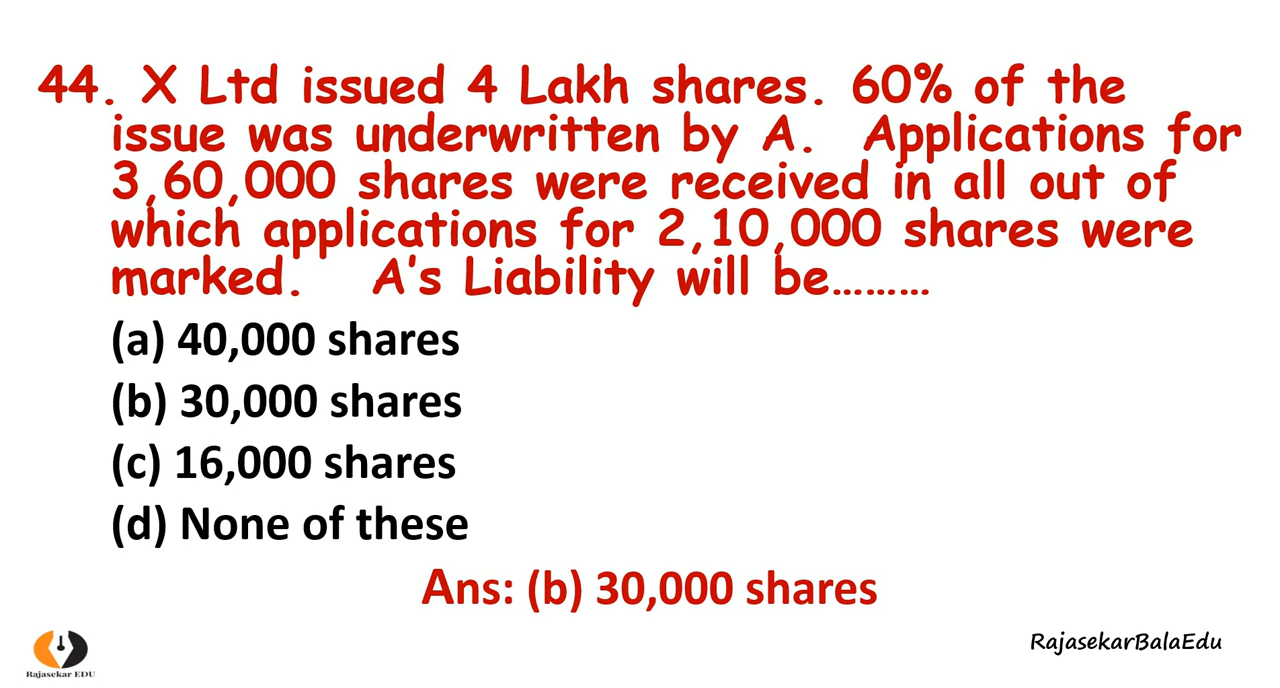 44. X Ltd issued 4 Lakh shares. 60% of the
issue was underwritten by A. Applications for
3,60,000 shares were received in all out of
which applications for 2,10,000 shares were
marked. A's Liability will be.........
(a) 40,000 shares
(b) 30,000 shares
(c) 16,000 shares
(d) None of these
Ans: (b) 30,000 shares
RajasekarBalaEdu
Rajasekar EDU